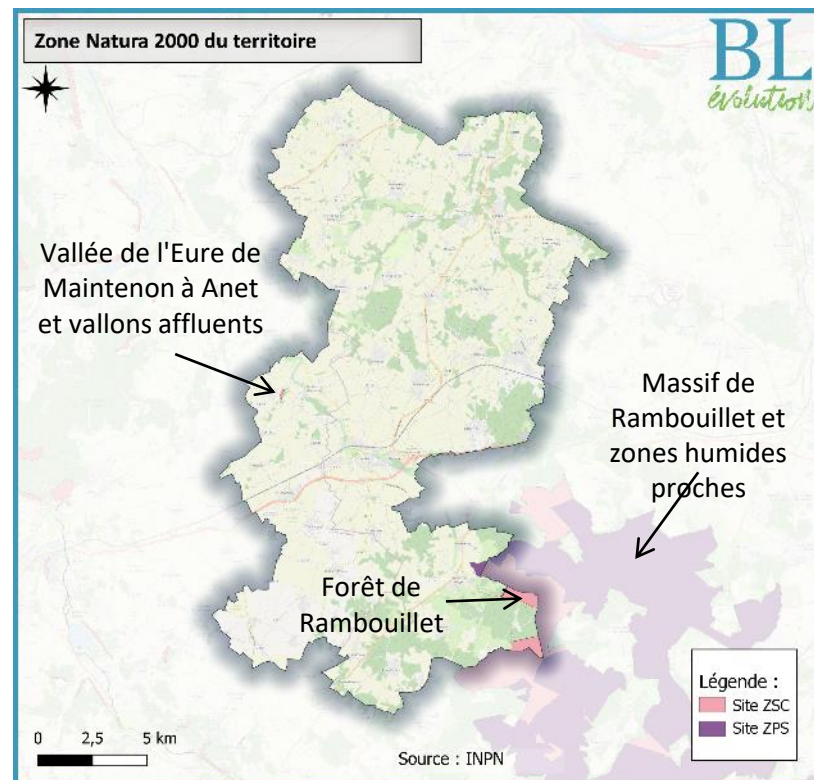 Zone Natura 2000 du territoire
BL
évolution
Vallée de l'Eure de
Maintenon à Anet
et vallons affluents
Massif de
Rambouillet et
zones humides
proches
Forêt de
Rambouillet
Légende :
Site ZSC
Site ZPS
0 2,5 5 km
Source : INPN